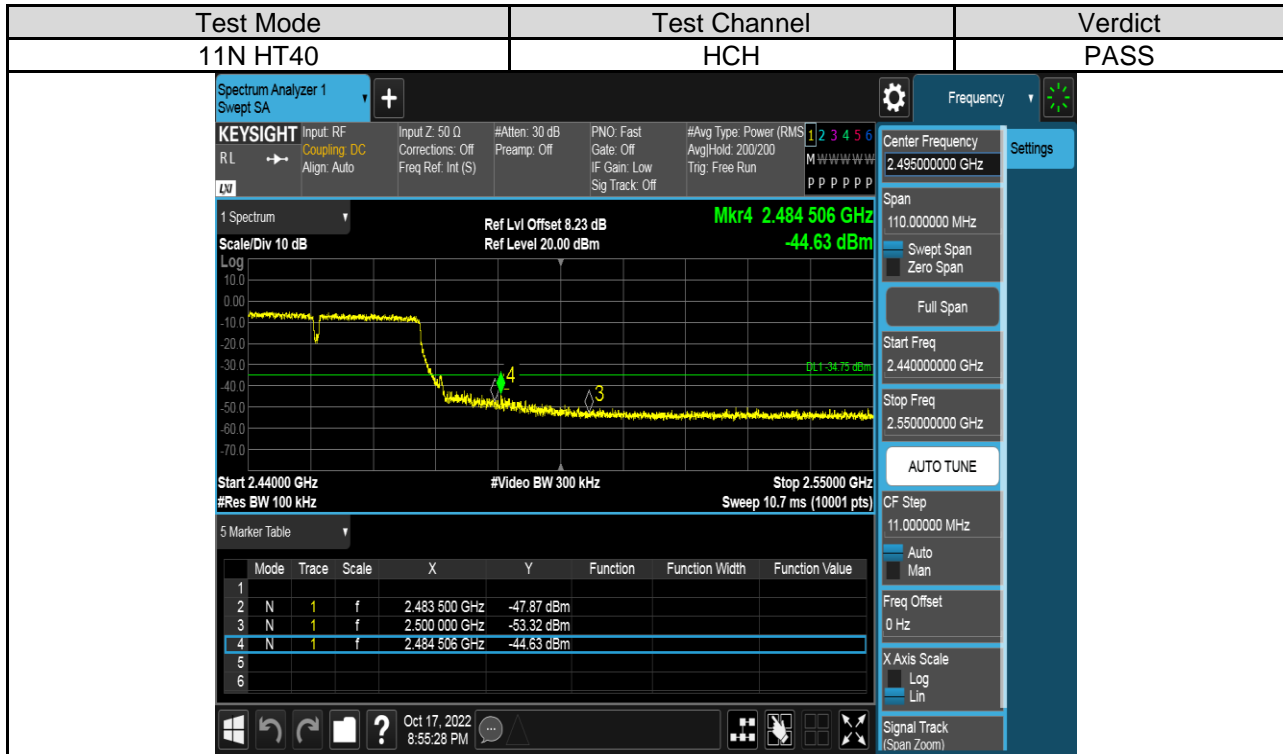 Test Mode Test Channel Verdict
11N HT40 HCH PASS
Spectrum Analyzer 1
Swept SA
+
Frequency
KEYSIGHT
RL
LXI
Input: RF
Coupling: DC
Align: Auto
Input Z: 50 Ω
Corrections: Off
Freq Ref: Int (S)
#Atten: 30 dB
Preamp: Off
PNO: Fast
Gate: Off
IF Gain: Low
Sig Track: Off
#Avg Type: Power (RMS
Avg|Hold: 200/200
Trig: Free Run
1 2 3 4 5 6
M W W W W W
P P P P P P
1 Spectrum
Scale/Div 10 dB
Ref Lvl Offset 8.23 dB
Ref Level 20.00 dBm
Mkr4 2.484 506 GHz
-44.63 dBm
Log
10.0
0.00
-10.0
-20.0
-30.0
-40.0
-50.0
-60.0
-70.0
DL1 -34.75 dBm
4
3
Start 2.44000 GHz #Video BW 300 kHz Stop 2.55000 GHz
#Res BW 100 kHz Sweep 10.7 ms (10001 pts)
5 Marker Table
Mode Trace Scale X Y Function Function Width Function Value
1
2 N 1 f 2.483 500 GHz -47.87 dBm
3 N 1 f 2.500 000 GHz -53.32 dBm
4 N 1 f 2.484 506 GHz -44.63 dBm
5
6
Oct 17, 2022
8:55:28 PM
?
Center Frequency
2.495000000 GHz
Settings
Span
110.000000 MHz
Swept Span
Zero Span
Full Span
Start Freq
2.440000000 GHz
Stop Freq
2.550000000 GHz
AUTO TUNE
CF Step
11.000000 MHz
Auto
Man
Freq Offset
0 Hz
X Axis Scale
Log
Lin
Signal Track
(Span Zoom)